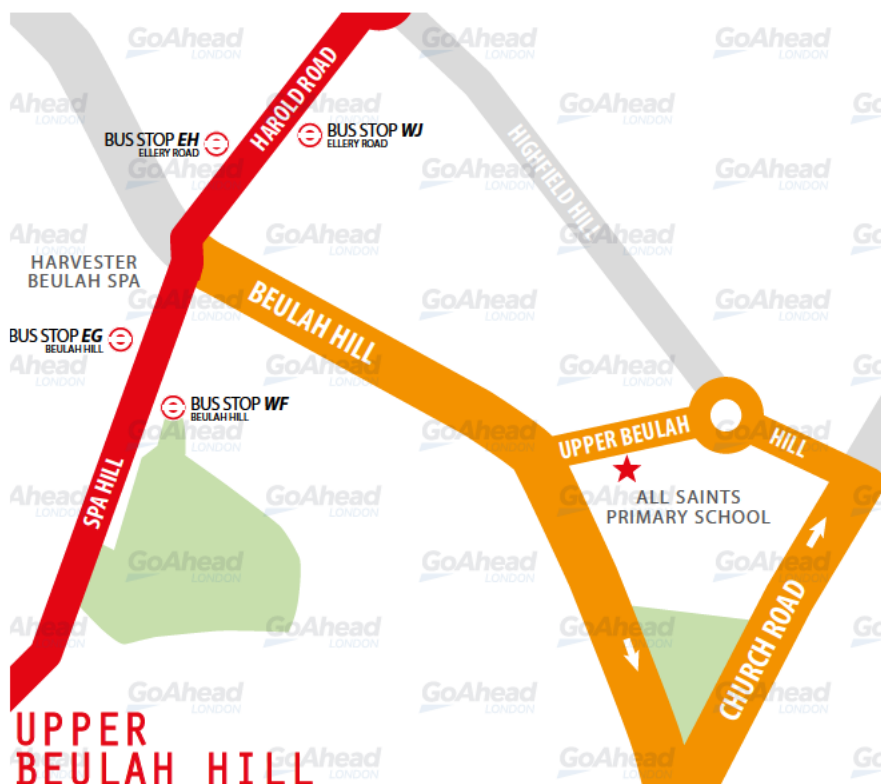 HAROLD ROAD
BUS STOP EH
ELLERY ROAD
BUS STOP WJ
ELLERY ROAD
HIGHFIELD HILL
HARVESTER
BEULAH SPA
BEULAH HILL
BUS STOP EG
BEULAH HILL
BUS STOP WF
BEULAH HILL
UPPER BEULAH HILL
SPA HILL
ALL SAINTS
PRIMARY SCHOOL
CHURCH ROAD
UPPER
BEULAH HILL
GoAhead
LONDON